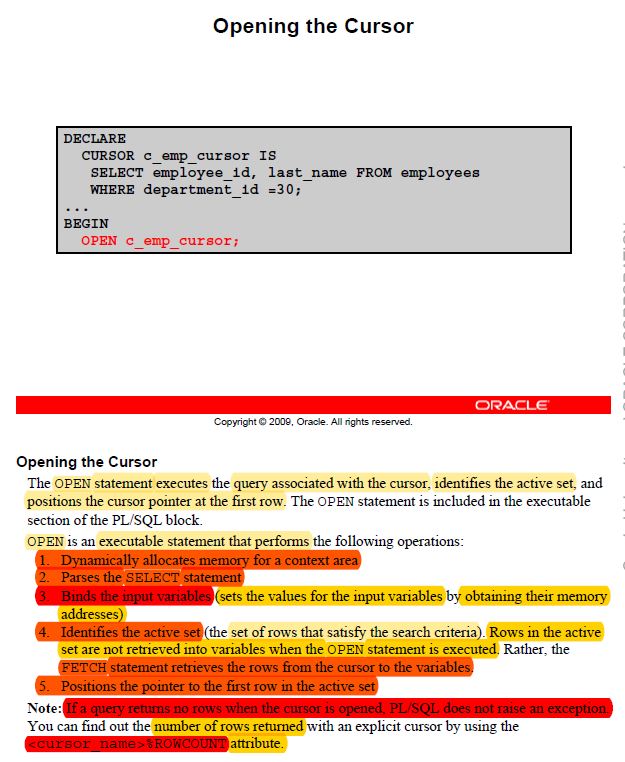 Opening the Cursor
DECLARE
CURSOR c_emp_cursor IS
SELECT employee_id, last_name FROM employees
WHERE department_id =30;
...
BEGIN
OPEN c_emp_cursor;
ORACLE
Copyright © 2009, Oracle. All rights reserved.
Opening the Cursor
The OPEN statement executes the query associated with the cursor, identifies the active set, and
positions the cursor pointer at the first row. The OPEN statement is included in the executable
section of the PL/SQL block.
OPEN is an executable statement that performs the following operations:
1. Dynamically allocates memory for a context area
2. Parses the SELECT statement
3. Binds the input variables (sets the values for the input variables by obtaining their memory
addresses)
4. Identifies the active set (the set of rows that satisfy the search criteria). Rows in the active
set are not retrieved into variables when the OPEN statement is executed. Rather, the
FETCH statement retrieves the rows from the cursor to the variables.
5. Positions the pointer to the first row in the active set
Note: If a query returns no rows when the cursor is opened, PL/SQL does not raise an exception.
You can find out the number of rows returned with an explicit cursor by using the
<cursor_name>%ROWCOUNT attribute.